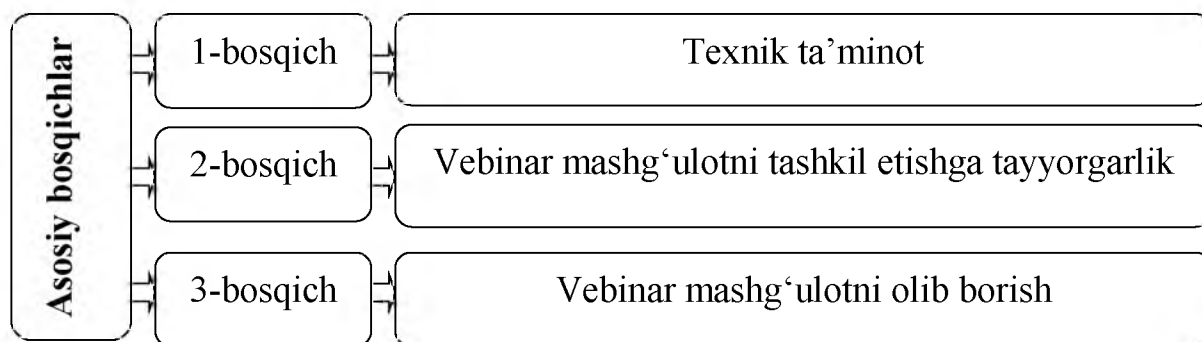 Asosiy bosqichlar
1-bosqich
Texnik ta’minot
2-bosqich
Vebinar mashg‘ulotni tashkil etishga tayyorgarlik
3-bosqich
Vebinar mashg‘ulotni olib borish